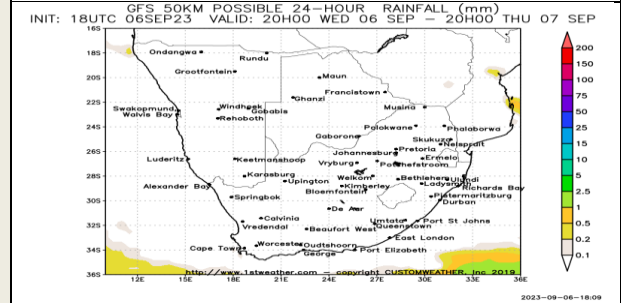 GFS 50KM POSSIBLE 24-HOUR RAINFALL (mm)
INIT: 18UTC 06SEP23 VALID: 20H00 WED 06 SEP – 20H00 THU 07 SEP
16S
Ondangwa
Rundu
18S
Grootfontein
Maun
20S
Francistown
Ghanzi
22S
Swakopmund
Windhoek
Gobabis
Musina
Walvis Bay
Rehoboth
24S
Polokwane
Phalaborwa
Gaborone
Skukuza
Pretoria
Nelspruit
26S
Johannesburg
Luderitz
Keetmanshoop
Vryburg
Potchefstroom
Ermelo
28S
Karasburg
Upington
Welkom
Bethlehem
Ulundi
Alexander Bay
Kimberley
Ladysmith
Richards Bay
Bloemfontein
Springbok
Pietermaritzburg
30S
Durban
De Aar
32S
Calvinia
Umtata
Port St Johns
Vredendal
Beaufort West
Queenstown
East London
34S
Cape Town
Worcester
Oudtshoorn
George
Port Elizabeth
36S
http://www.1stweather.com – copyright CUSTOMWEATHER, Inc 2019
12E 15E 18E 21E 24E 27E 30E 33E 36E
200
150
100
75
50
25
15
10
5
2.5
1
0.5
0.2
0.1
2023-09-06-18:09